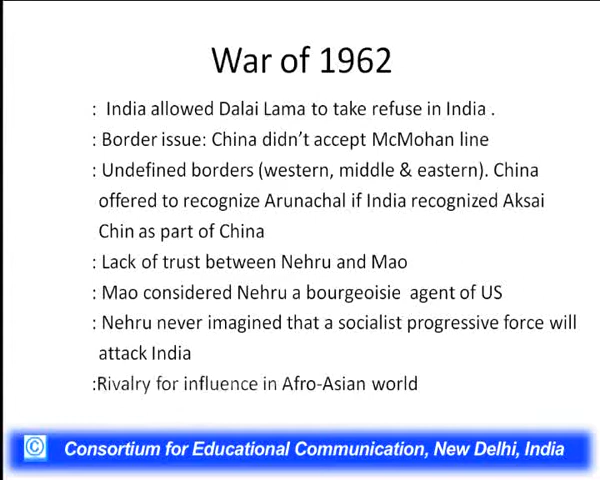 War of 1962
: India allowed Dalai Lama to take refuse in India .
: Border issue: China didn't accept McMohan line
: Undefined borders (western, middle & eastern). China
offered to recognize Arunachal if India recognized Aksai
Chin as part of China
: Lack of trust between Nehru and Mao
: Mao considered Nehru a bourgeoisie agent of US
: Nehru never imagined that a socialist progressive force will
attack India
:Rivalry for influence in Afro-Asian world
© Consortium for Educational Communication, New Delhi, India